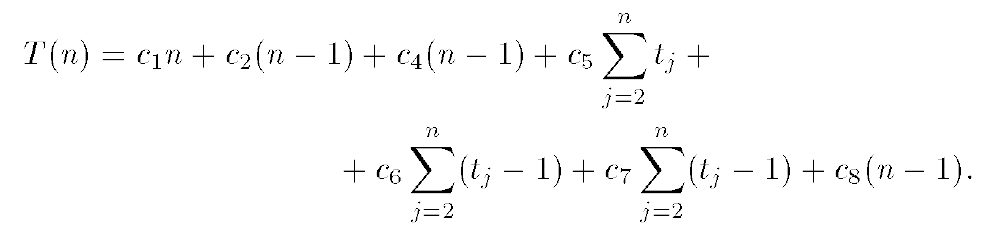 T(n) = c₁n + c₂(n − 1) + c₄(n − 1) + c₅ ∑_{j=2}^{n} t_j +
+ c₆ ∑_{j=2}^{n} (t_j − 1) + c₇ ∑_{j=2}^{n} (t_j − 1) + c₈(n − 1).